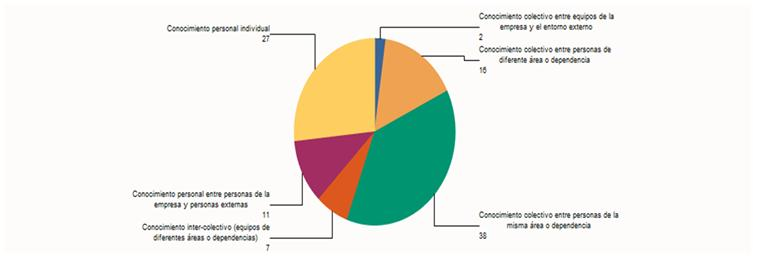 Conocimiento personal individual
27
Conocimiento colectivo entre equipos de la
empresa y el entorno externo
2
Conocimiento colectivo entre personas de
diferente área o dependencia
16
Conocimiento personal entre personas de la
empresa y personas externas
11
Conocimiento inter-colectivo (equipos de
diferentes áreas o dependencias)
7
Conocimiento colectivo entre personas de la
misma área o dependencia
38